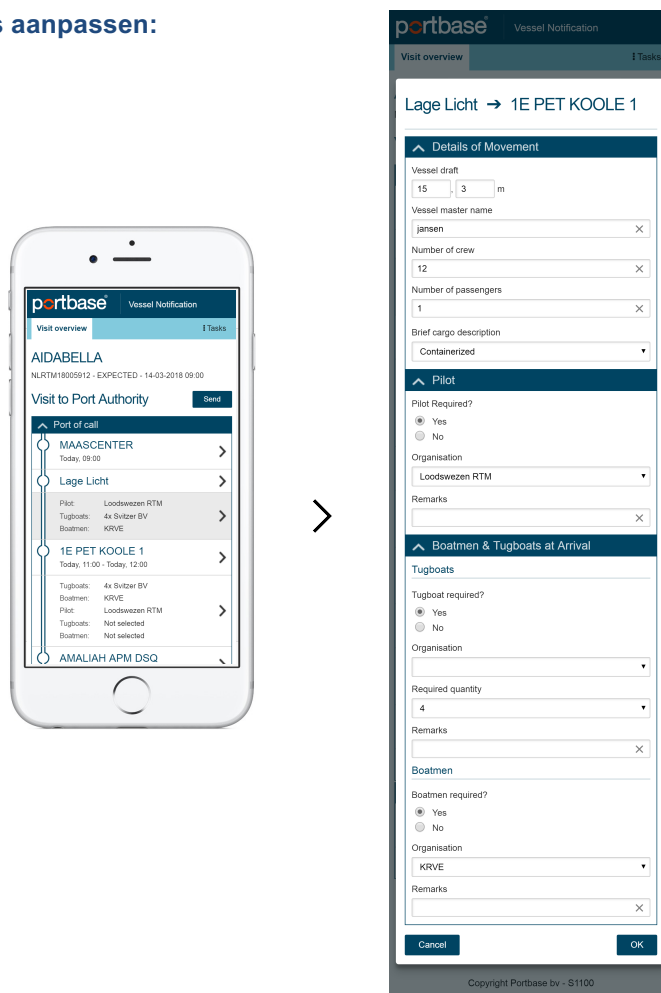 s aanpassen:
portbase® Vessel Notification
Visit overview Tasks
AIDABELLA
NLRTM18005912 - EXPECTED - 14-03-2018 09:00
Visit to Port Authority Send
Port of call
MAASCENTER
Today, 09:00
Lage Licht
Pilot: Loodswezen RTM
Tugboats: 4x Svitzer BV
Boatmen: KRVE
1E PET KOOLE 1
Today, 11:00 - Today, 12:00
Tugboats: 4x Svitzer BV
Boatmen: KRVE
Pilot: Loodswezen RTM
Tugboats: Not selected
Boatmen: Not selected
AMALIAH APM DSQ
portbase® Vessel Notification
Visit overview Tasks
Lage Licht → 1E PET KOOLE 1
Details of Movement
Vessel draft
15 , 3 m
Vessel master name
jansen
Number of crew
12
Number of passengers
1
Brief cargo description
Containerized
Pilot
Pilot Required?
Yes
No
Organisation
Loodswezen RTM
Remarks
Boatmen & Tugboats at Arrival
Tugboats
Tugboat required?
Yes
No
Organisation
Required quantity
4
Remarks
Boatmen
Boatmen required?
Yes
No
Organisation
KRVE
Remarks
Cancel OK
Copyright Portbase bv - S1100